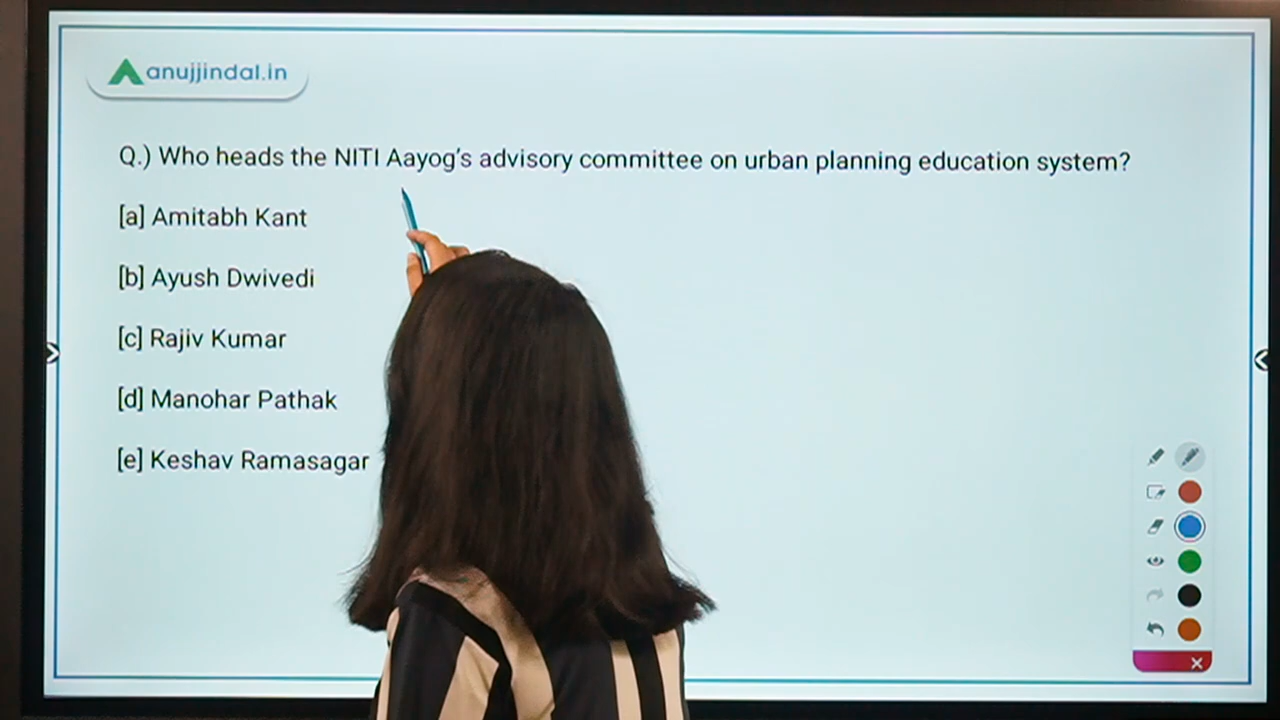 anujjindal.in
Q.) Who heads the NITI Aayog's advisory committee on urban planning education system?
[a] Amitabh Kant
[b] Ayush Dwivedi
[c] Rajiv Kumar
[d] Manohar Pathak
[e] Keshav Ramasagar